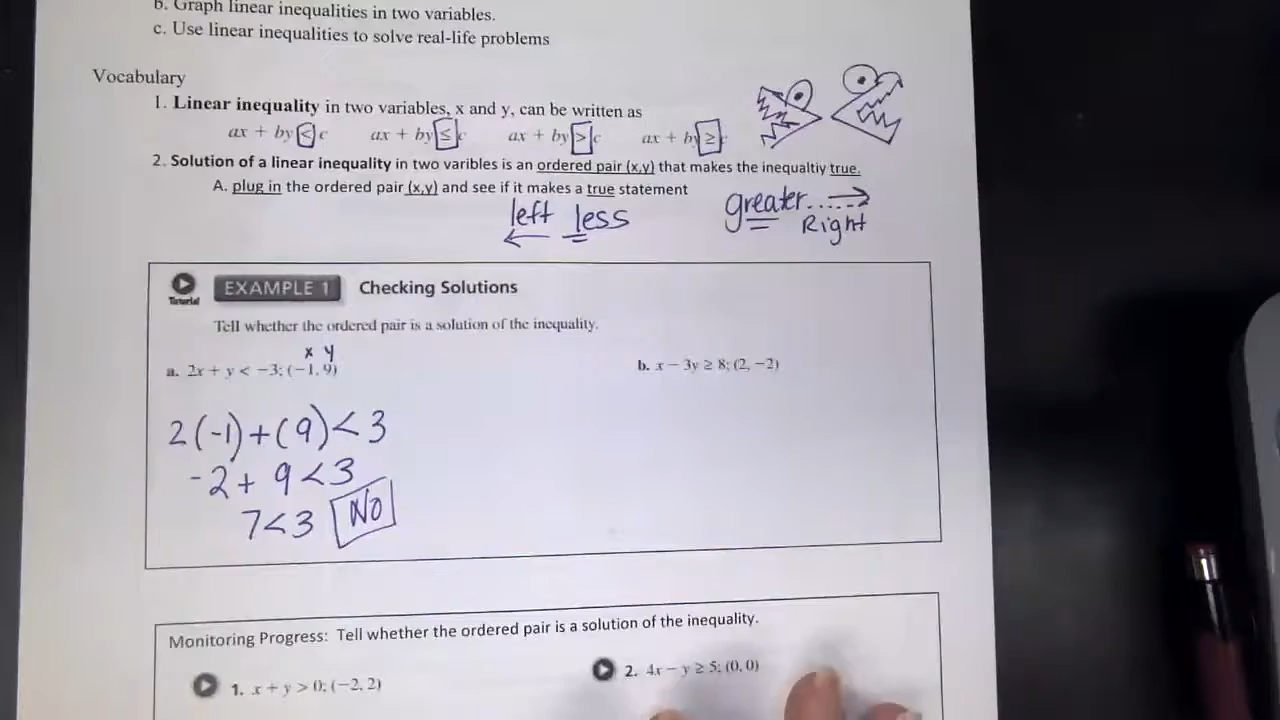 b. Graph linear inequalities in two variables.
c. Use linear inequalities to solve real-life problems
Vocabulary
1. Linear inequality in two variables, x and y, can be written as
ax + by < c ax + by ≤ c ax + by > c ax + by ≥ c
2. Solution of a linear inequality in two varibles is an ordered pair (x,y) that makes the inequaltiy true.
A. plug in the ordered pair (x,y) and see if it makes a true statement
left less
greater.....→
Right
Tutorial
EXAMPLE 1 Checking Solutions
Tell whether the ordered pair is a solution of the inequality.
x y
a. 2x + y < −3; (−1, 9)
b. x − 3y ≥ 8; (2, −2)
2(-1)+(9)<3
-2+ 9<3
7<3 No
Monitoring Progress: Tell whether the ordered pair is a solution of the inequality.
1. x + y > 0; (−2, 2)
2. 4x − y ≥ 5; (0, 0)